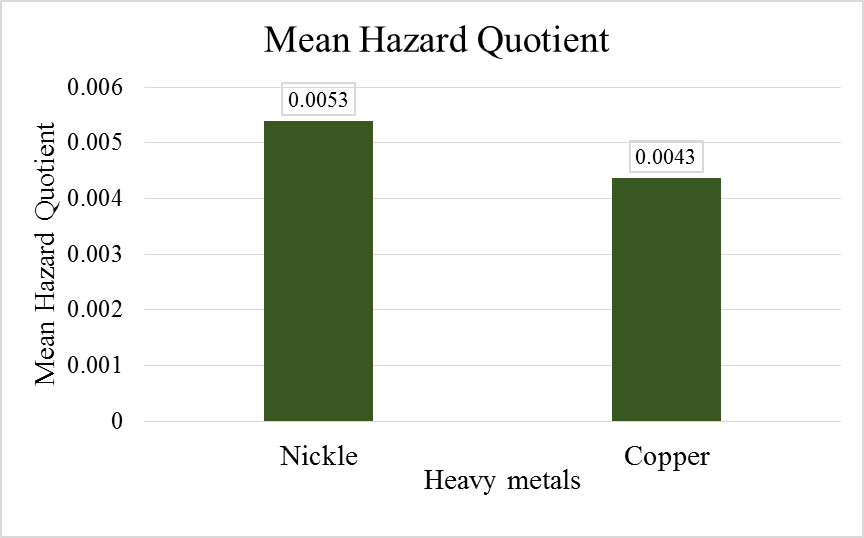 Mean Hazard Quotient
Mean Hazard Quotient
0.006
0.005
0.004
0.003
0.002
0.001
0
0.0053
0.0043
Nickle
Copper
Heavy metals